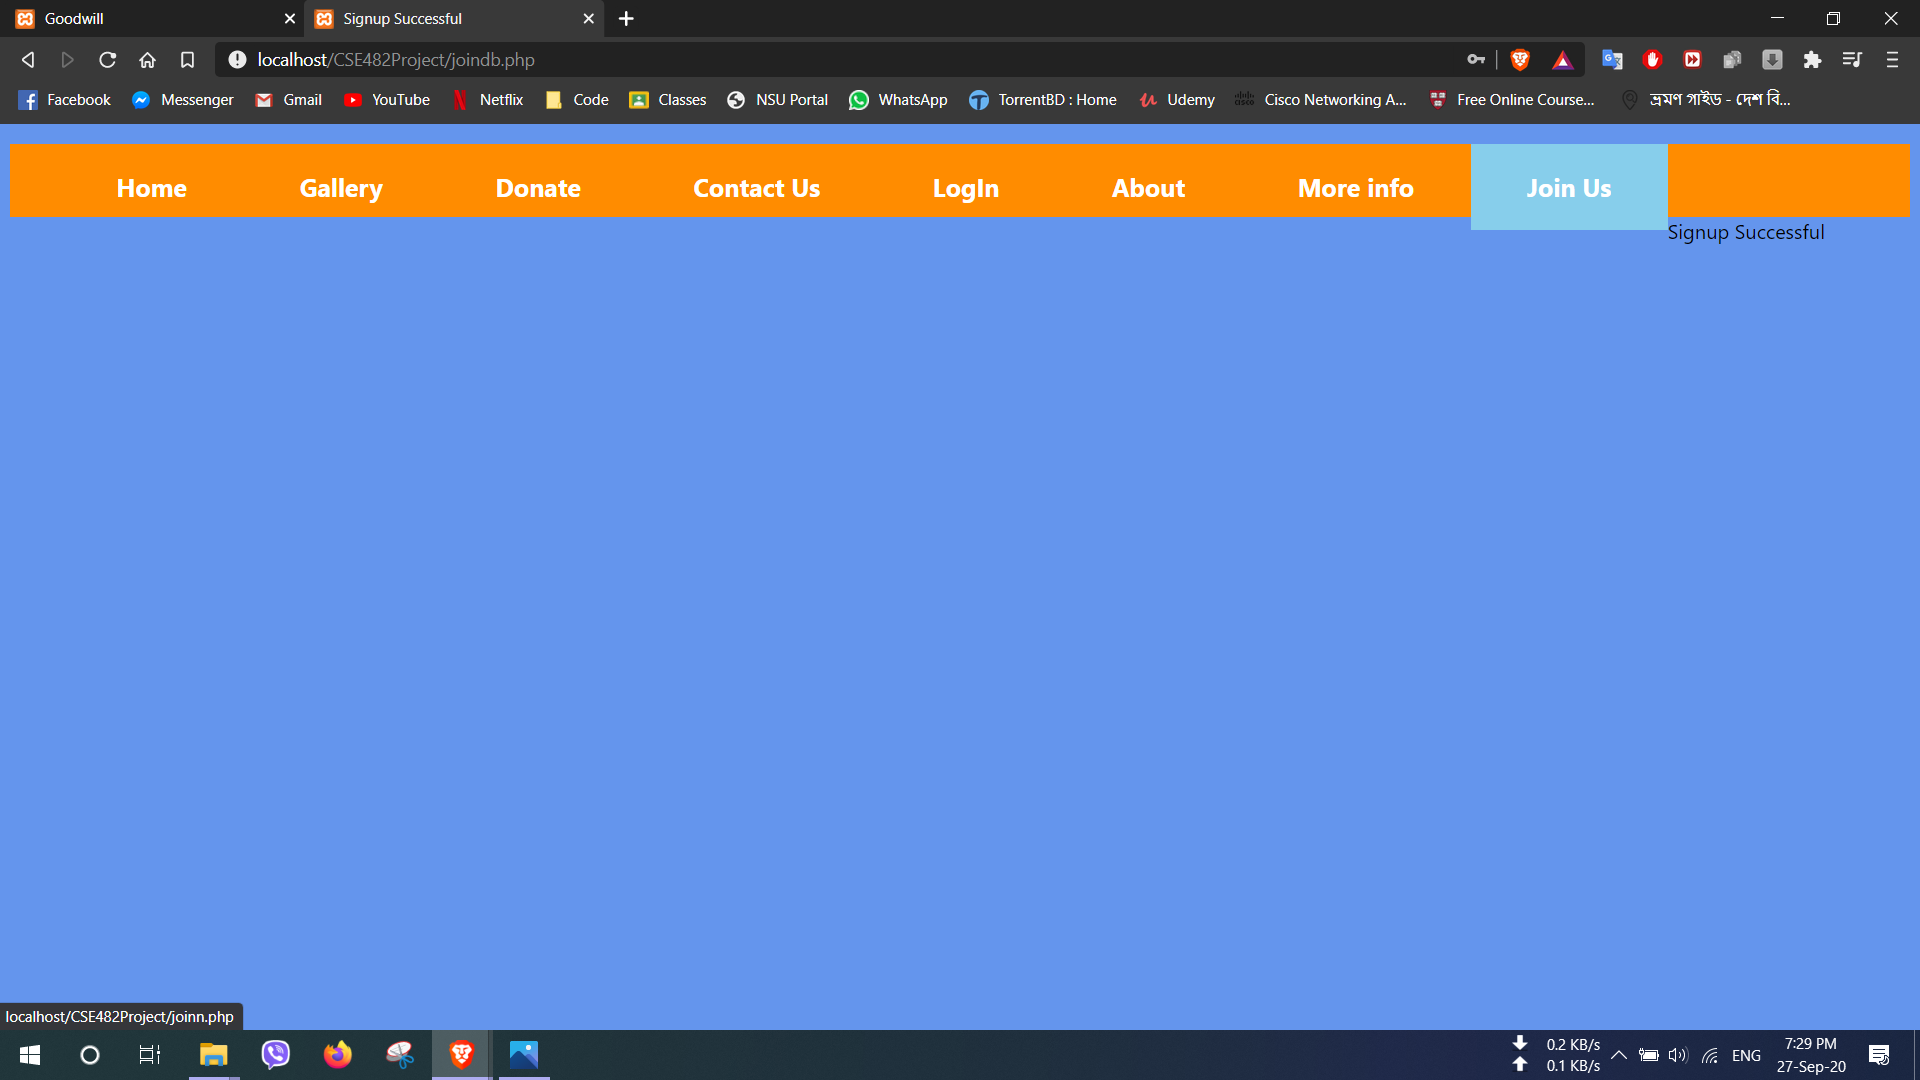 Goodwill
Signup Successful
localhost/CSE482Project/joindb.php
Facebook Messenger Gmail YouTube Netflix Code Classes NSU Portal WhatsApp TorrentBD : Home Udemy Cisco Networking A... Free Online Course... ভ্রমণ গাইড - দেশ বি...
Home Gallery Donate Contact Us LogIn About More info Join Us
Signup Successful
localhost/CSE482Project/joinn.php
0.2 KB/s
0.1 KB/s
ENG
7:29 PM
27-Sep-20